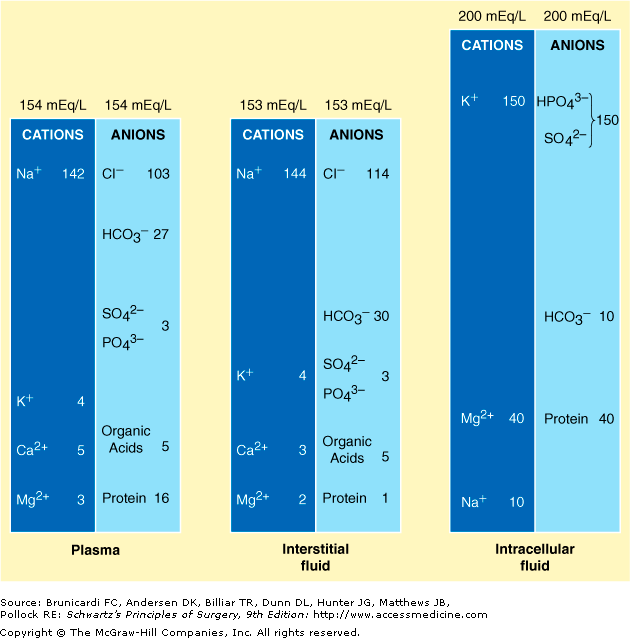 200 mEq/L 200 mEq/L
CATIONS ANIONS
K+ 150 HPO4³– SO4²– 150
HCO3– 10
Mg2+ 40 Protein 40
Na+ 10
Intracellular
fluid
154 mEq/L 154 mEq/L
CATIONS ANIONS
Na+ 142 Cl– 103
HCO3– 27
SO4²–
3
PO4³–
K+ 4
Organic
Ca2+ 5 Acids 5
Mg2+ 3 Protein 16
Plasma
153 mEq/L 153 mEq/L
CATIONS ANIONS
Na+ 144 Cl– 114
HCO3– 30
SO4²–
K+ 4 3
PO4³–
Organic
Ca2+ 3 Acids 5
Mg2+ 2 Protein 1
Interstitial
fluid
Source: Brunicardi FC, Andersen DK, Billiar TR, Dunn DL, Hunter JG, Matthews JB,
Pollock RE: Schwartz's Principles of Surgery, 9th Edition: http://www.accessmedicine.com
Copyright © The McGraw-Hill Companies, Inc. All rights reserved.